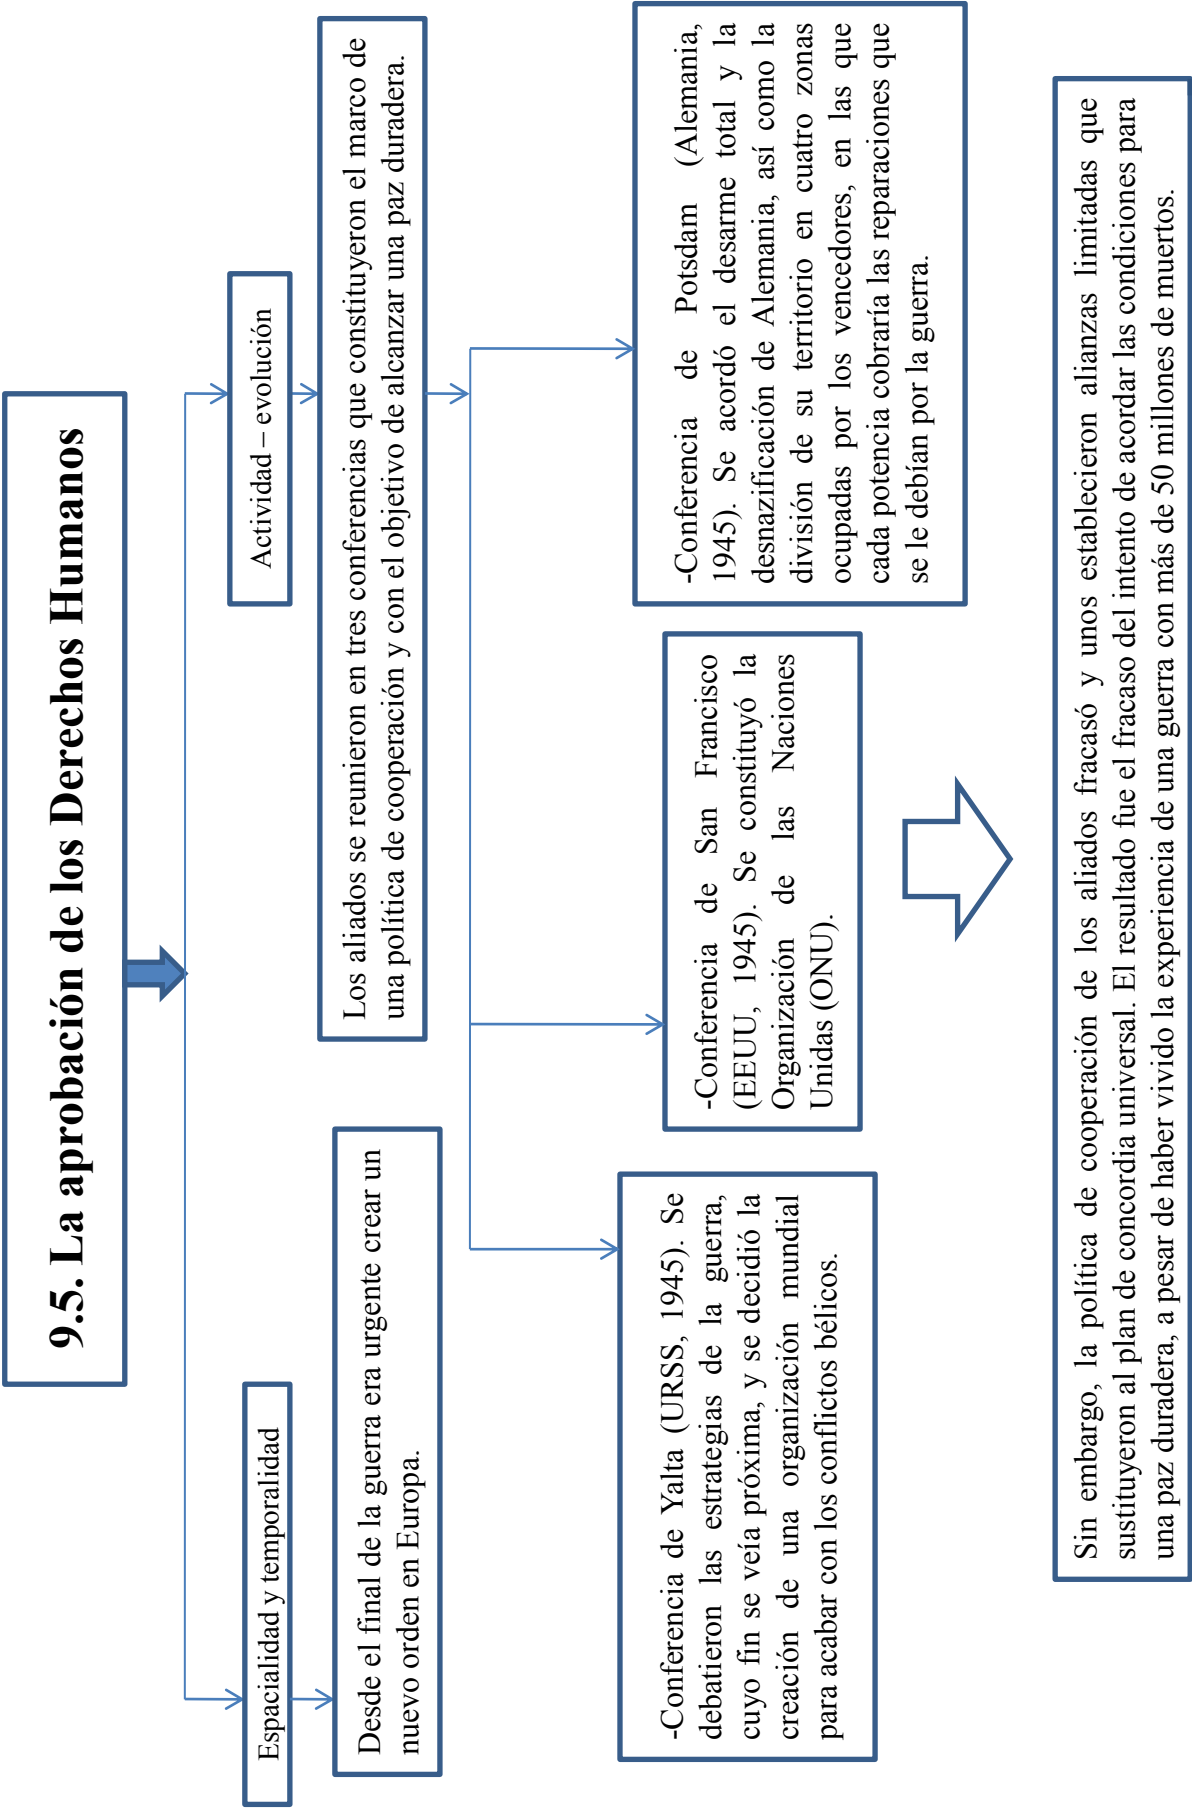 9.5. La aprobación de los Derechos Humanos
Espacialidad y temporalidad
Desde el final de la guerra era urgente crear un
nuevo orden en Europa.
Actividad – evolución
Los aliados se reunieron en tres conferencias que constituyeron el marco de
una política de cooperación y con el objetivo de alcanzar una paz duradera.
-Conferencia de Yalta (URSS, 1945). Se
debatieron las estrategias de la guerra,
cuyo fin se veía próxima, y se decidió la
creación de una organización mundial
para acabar con los conflictos bélicos.
-Conferencia de San Francisco
(EEUU, 1945). Se constituyó la
Organización de las Naciones
Unidas (ONU).
-Conferencia de Potsdam (Alemania,
1945). Se acordó el desarme total y la
desnazificación de Alemania, así como la
división de su territorio en cuatro zonas
ocupadas por los vencedores, en las que
cada potencia cobraría las reparaciones que
se le debían por la guerra.
Sin embargo, la política de cooperación de los aliados fracasó y unos establecieron alianzas limitadas que
sustituyeron al plan de concordia universal. El resultado fue el fracaso del intento de acordar las condiciones para
una paz duradera, a pesar de haber vivido la experiencia de una guerra con más de 50 millones de muertos.